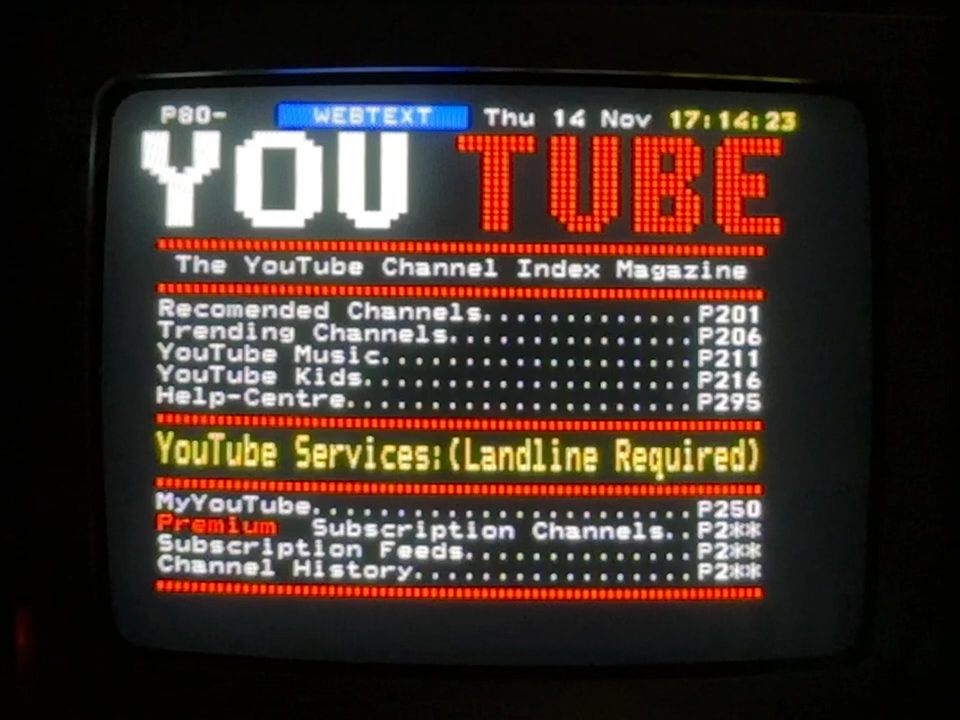 P80- WEBTEXT Thu 14 Nov 17:14:23
YOU TUBE
The YouTube Channel Index Magazine
Recomended Channels.............P201
Trending Channels...............P206
YouTube Music...................P211
YouTube Kids....................P216
Help-Centre.....................P295
YouTube Services:(Landline Required)
MyYouTube.......................P250
Premium Subscription Channels..P2**
Subscription Feeds..............P2**
Channel History.................P2**